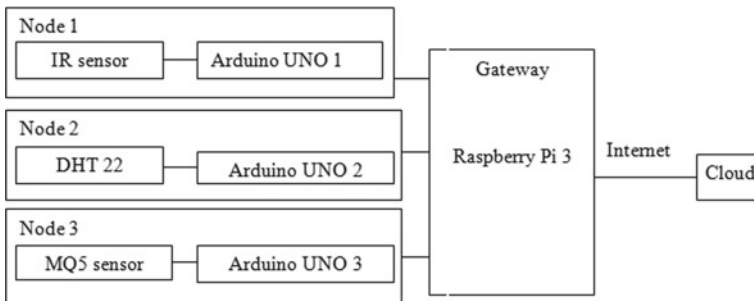 Node 1
IR sensor
Arduino UNO 1
Node 2
DHT 22
Arduino UNO 2
Node 3
MQ5 sensor
Arduino UNO 3
Gateway
Raspberry Pi 3
Internet
Cloud